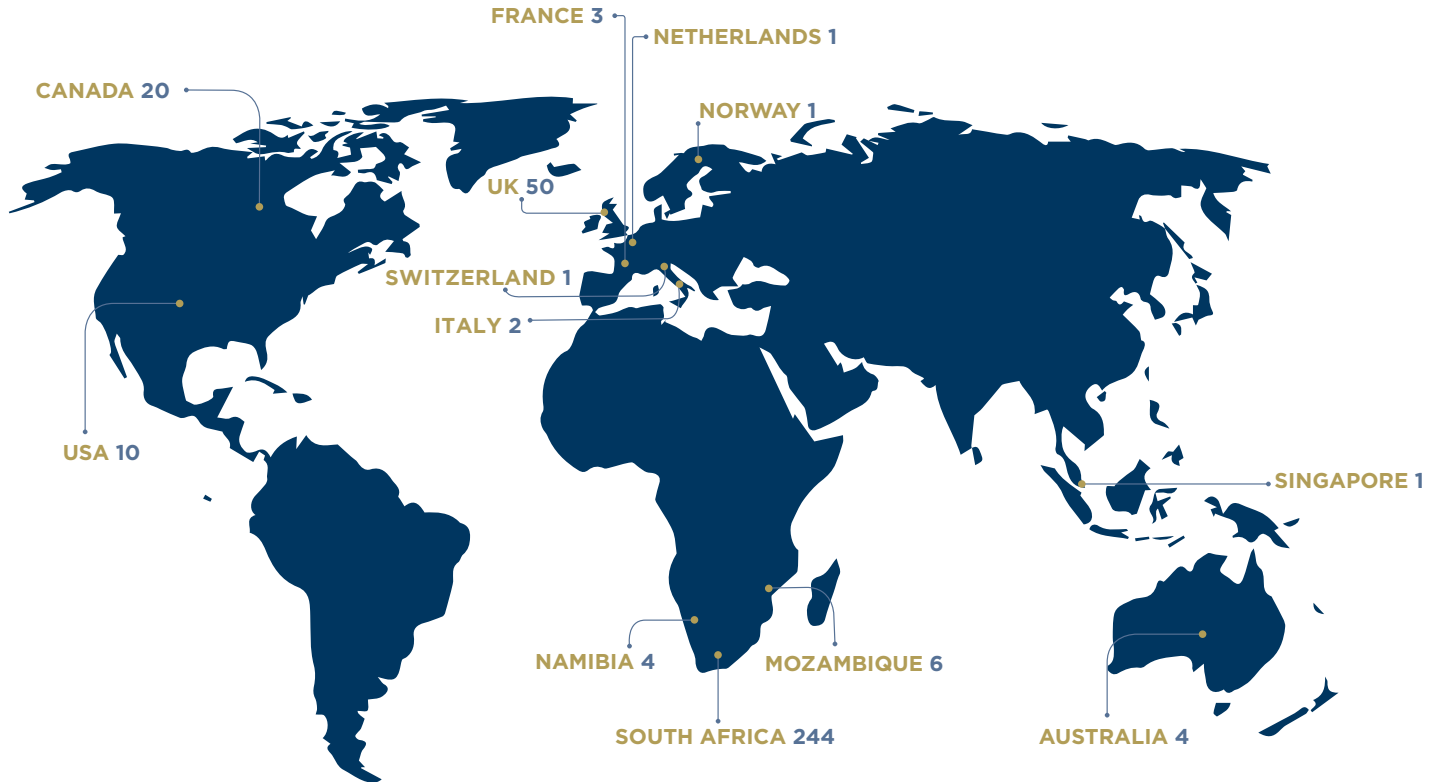 FRANCE 3
NETHERLANDS 1
CANADA 20
NORWAY 1
UK 50
SWITZERLAND 1
ITALY 2
USA 10
SINGAPORE 1
NAMIBIA 4
MOZAMBIQUE 6
SOUTH AFRICA 244
AUSTRALIA 4